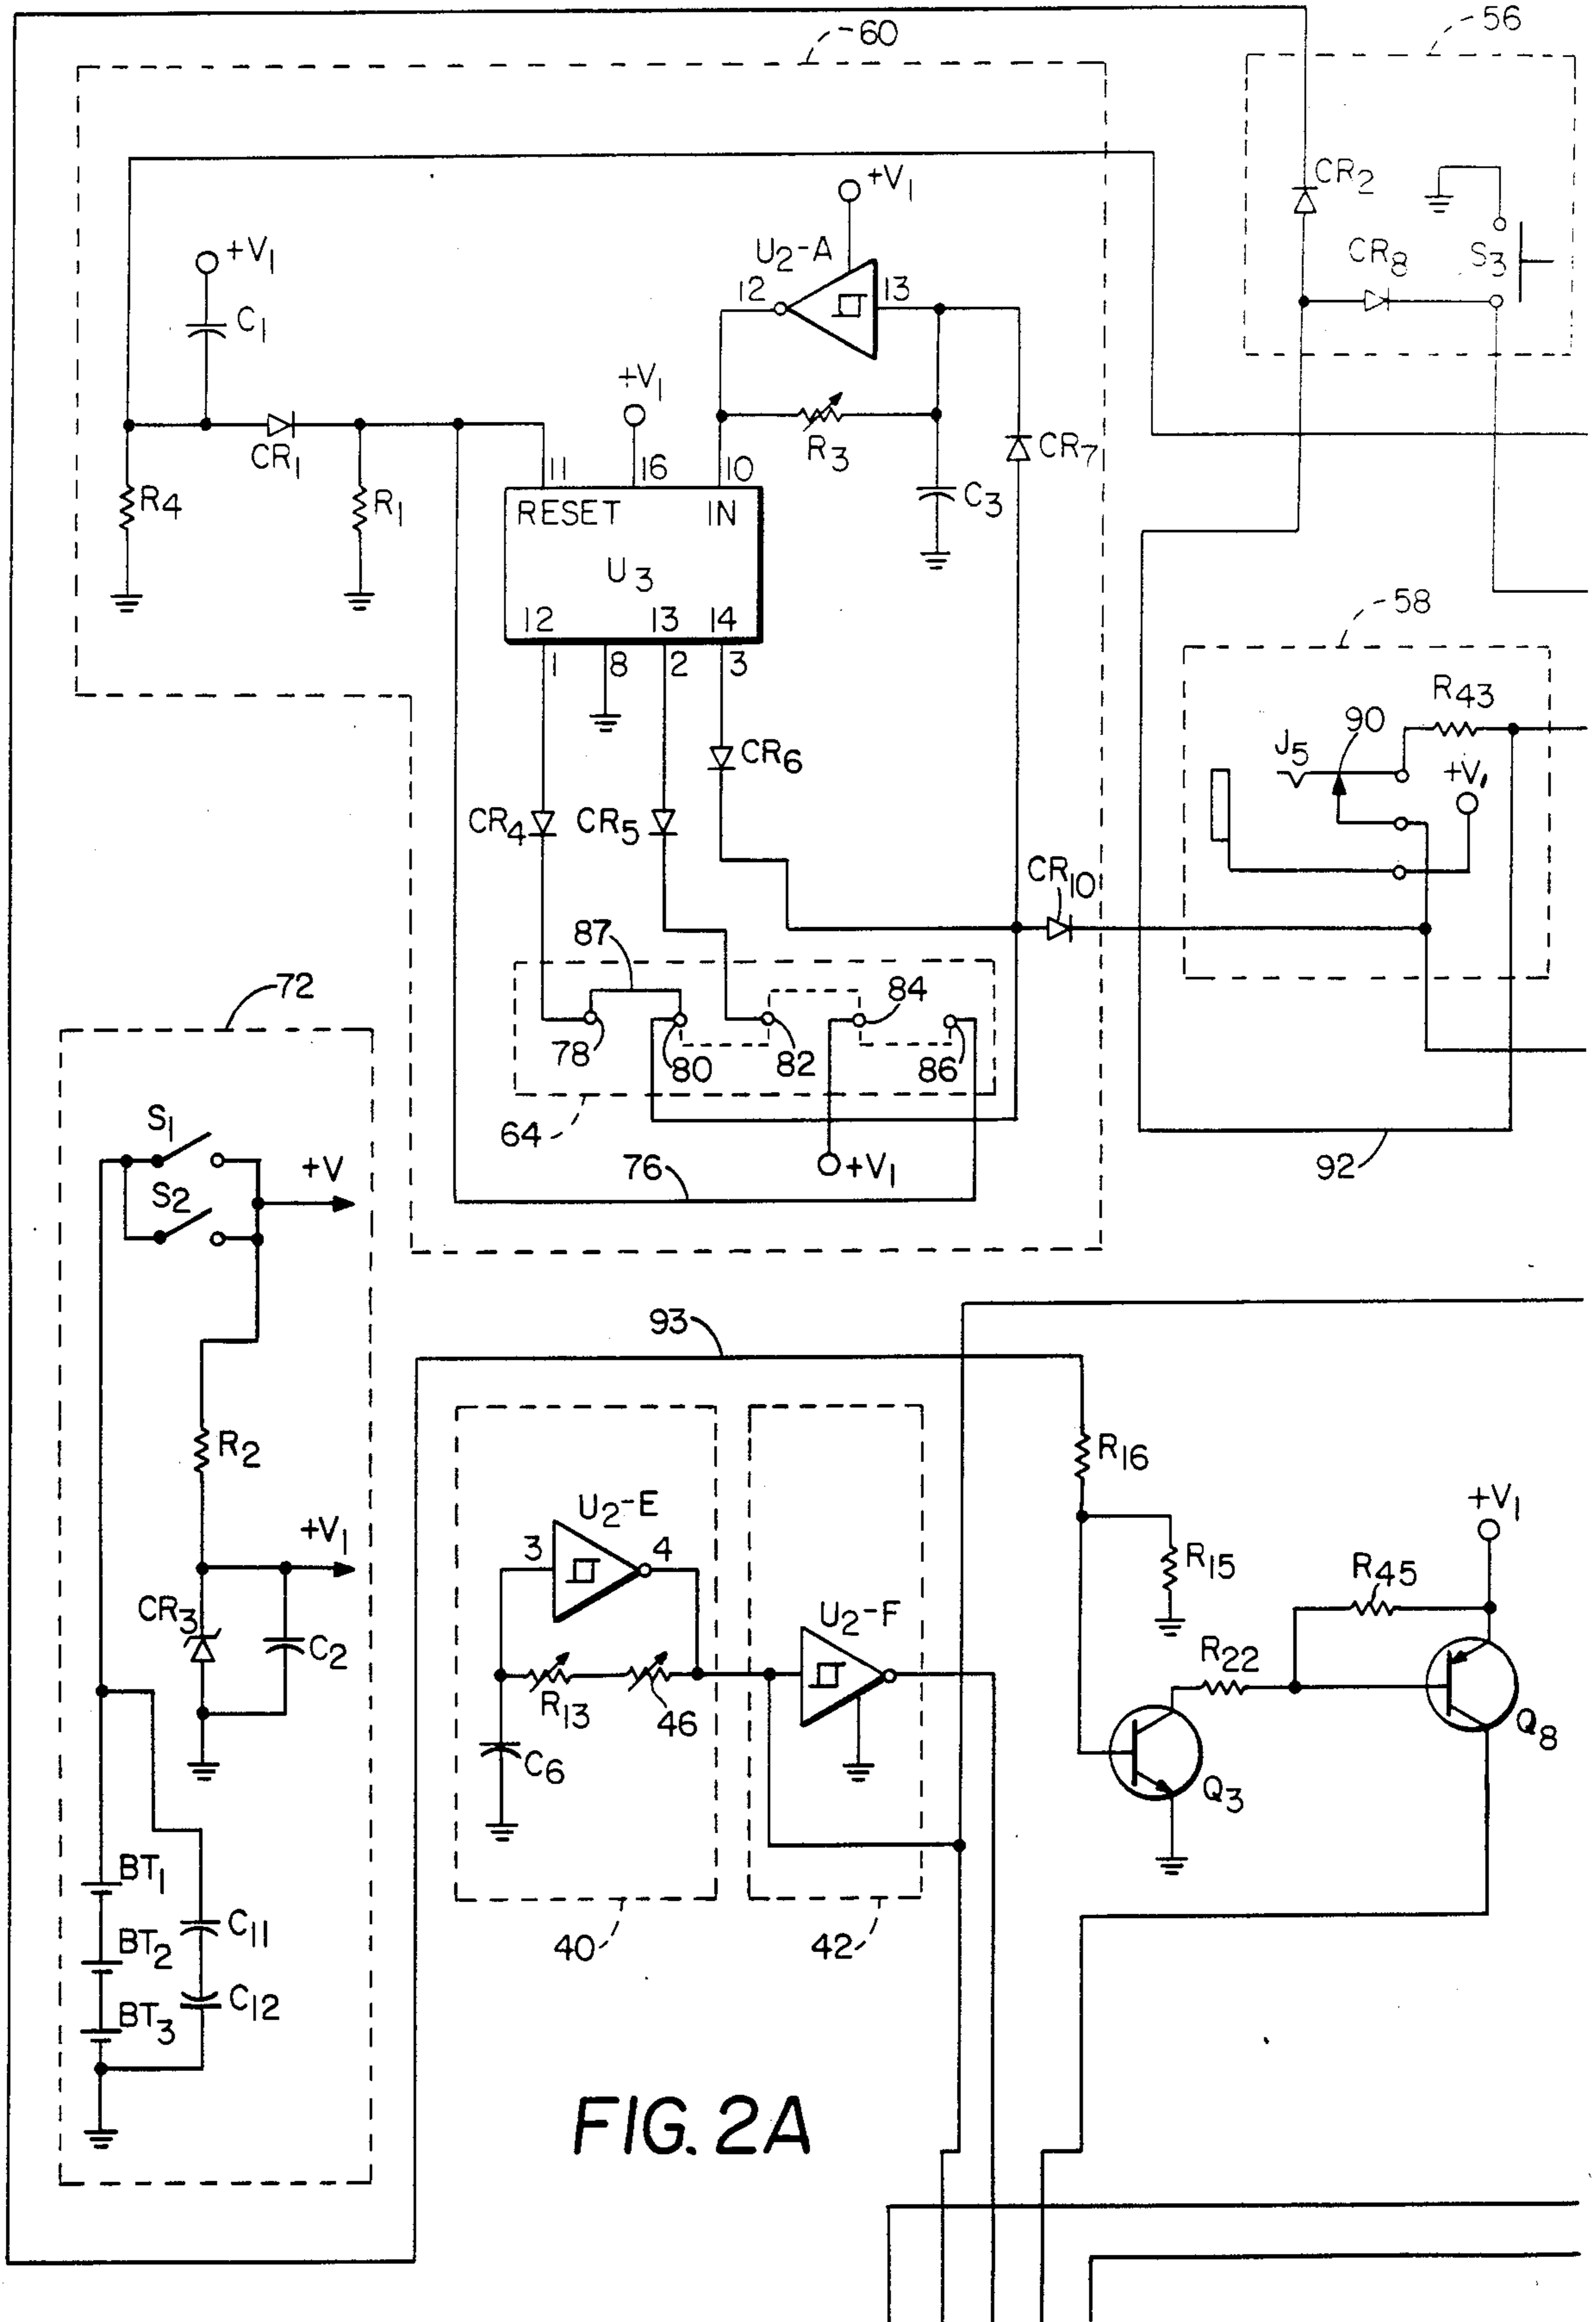 60
56
+V1
U2-A
12
13
+V1
C1
CR2
CR8
S3
+V1
CR1
R3
CR7
11
16
10
R4
R1
C3
RESET IN
U3
12 13 14
1
8
2
3
58
R43
90
J5
+V1
CR6
CR4
CR5
CR10
87
84
78
80
82
86
64
+V1
76
92
72
S1
+V
S2
93
R2
R16
+V1
U2-E
3
4
+V1
R15
R45
CR3
C2
U2-F
R22
R13
46
Q8
C6
Q3
BT1
C11
BT2
40
42
C12
BT3
FIG. 2A